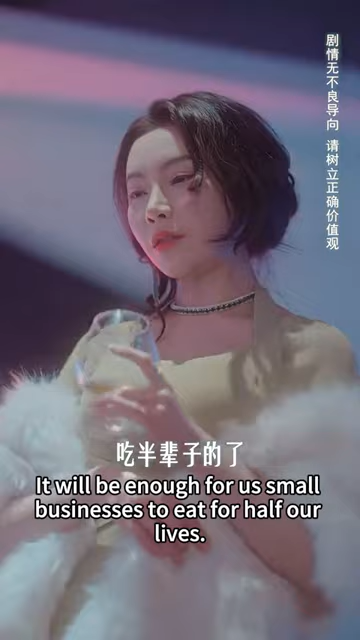 剧情无不良导向 请树立正确价值观
吃半辈子的了
It will be enough for us small
businesses to eat for half our
lives.